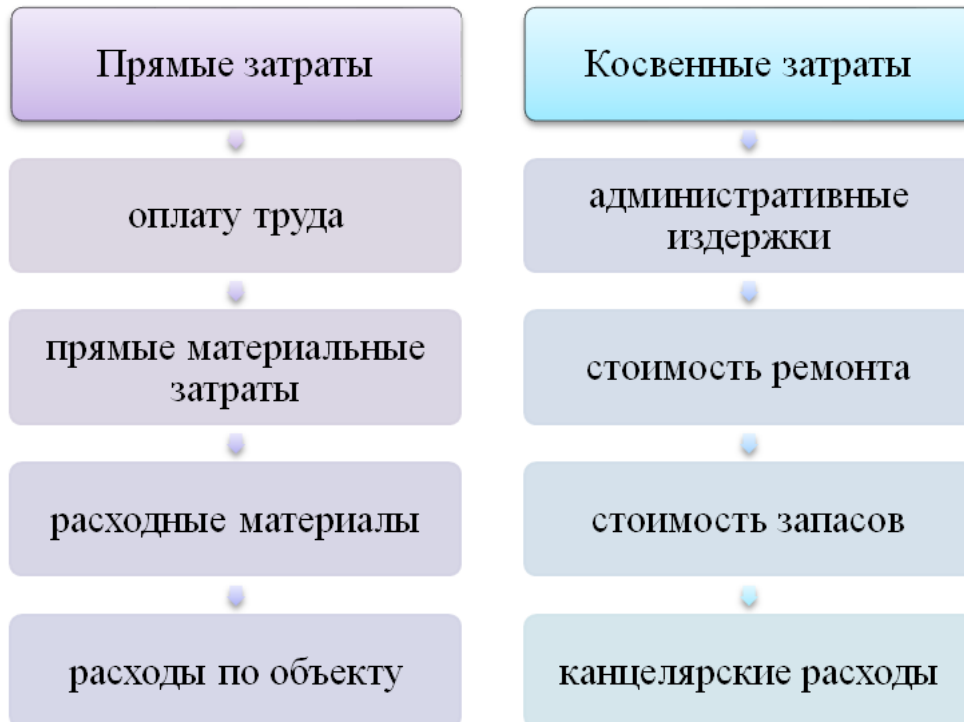 Прямые затраты
оплату труда
прямые материальные
затраты
расходные материалы
расходы по объекту
Косвенные затраты
административные
издержки
стоимость ремонта
стоимость запасов
канцелярские расходы